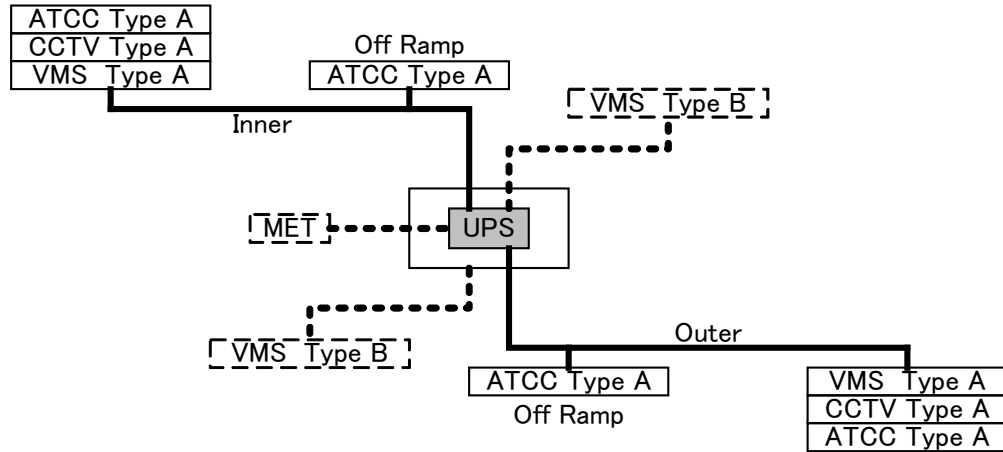 ATCC Type A
CCTV Type A
VMS Type A
Off Ramp
ATCC Type A
VMS Type B
Inner
MET
UPS
VMS Type B
Outer
ATCC Type A
Off Ramp
VMS Type A
CCTV Type A
ATCC Type A